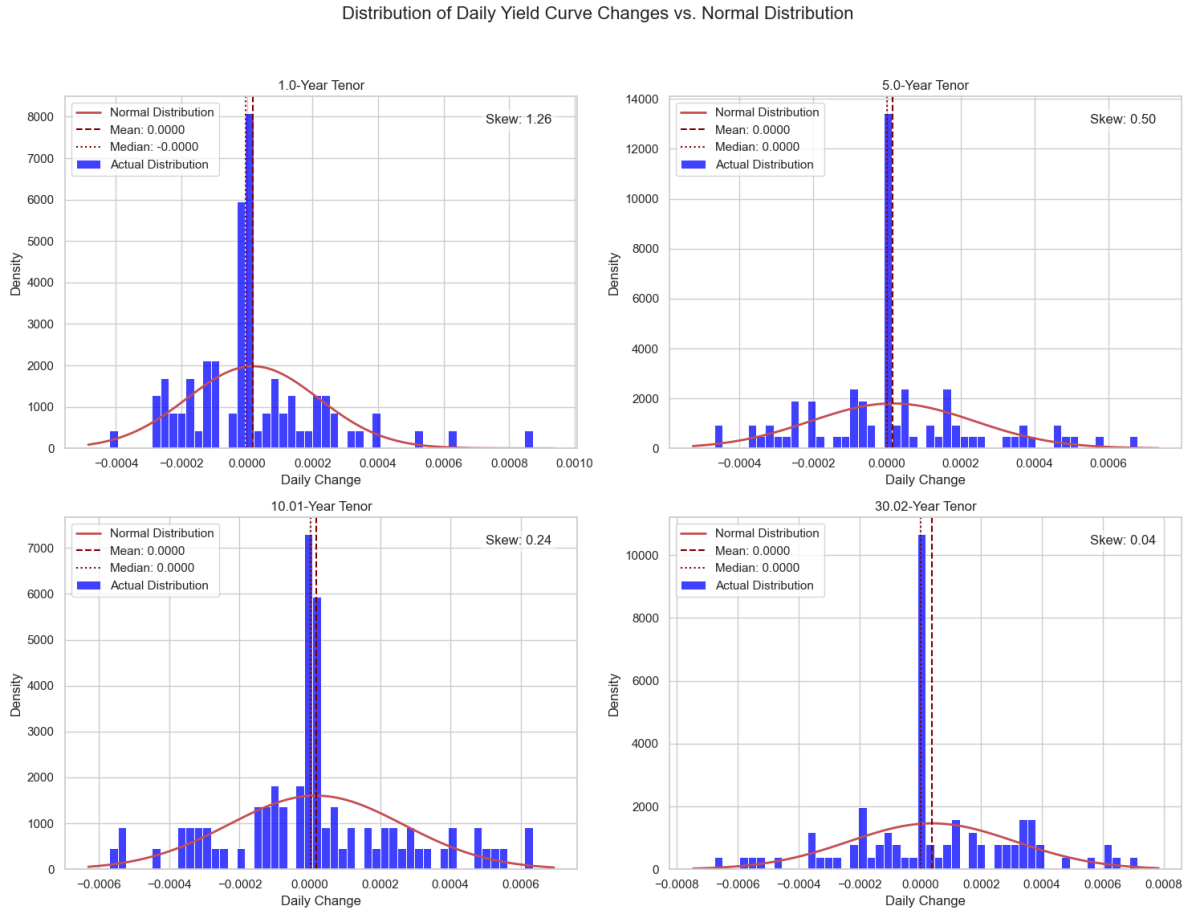 Distribution of Daily Yield Curve Changes vs. Normal Distribution
1.0-Year Tenor
Normal Distribution
Mean: 0.0000
Median: -0.0000
Actual Distribution
Skew: 1.26
8000
7000
6000
5000
4000
3000
2000
1000
0
Density
−0.0004
−0.0002
0.0000
0.0002
0.0004
0.0006
0.0008
0.0010
Daily Change
5.0-Year Tenor
Normal Distribution
Mean: 0.0000
Median: 0.0000
Actual Distribution
Skew: 0.50
14000
12000
10000
8000
6000
4000
2000
0
Density
−0.0004
−0.0002
0.0000
0.0002
0.0004
0.0006
Daily Change
10.01-Year Tenor
Normal Distribution
Mean: 0.0000
Median: 0.0000
Actual Distribution
Skew: 0.24
7000
6000
5000
4000
3000
2000
1000
0
Density
−0.0006
−0.0004
−0.0002
0.0000
0.0002
0.0004
0.0006
Daily Change
30.02-Year Tenor
Normal Distribution
Mean: 0.0000
Median: 0.0000
Actual Distribution
Skew: 0.04
10000
8000
6000
4000
2000
0
Density
−0.0008
−0.0006
−0.0004
−0.0002
0.0000
0.0002
0.0004
0.0006
0.0008
Daily Change